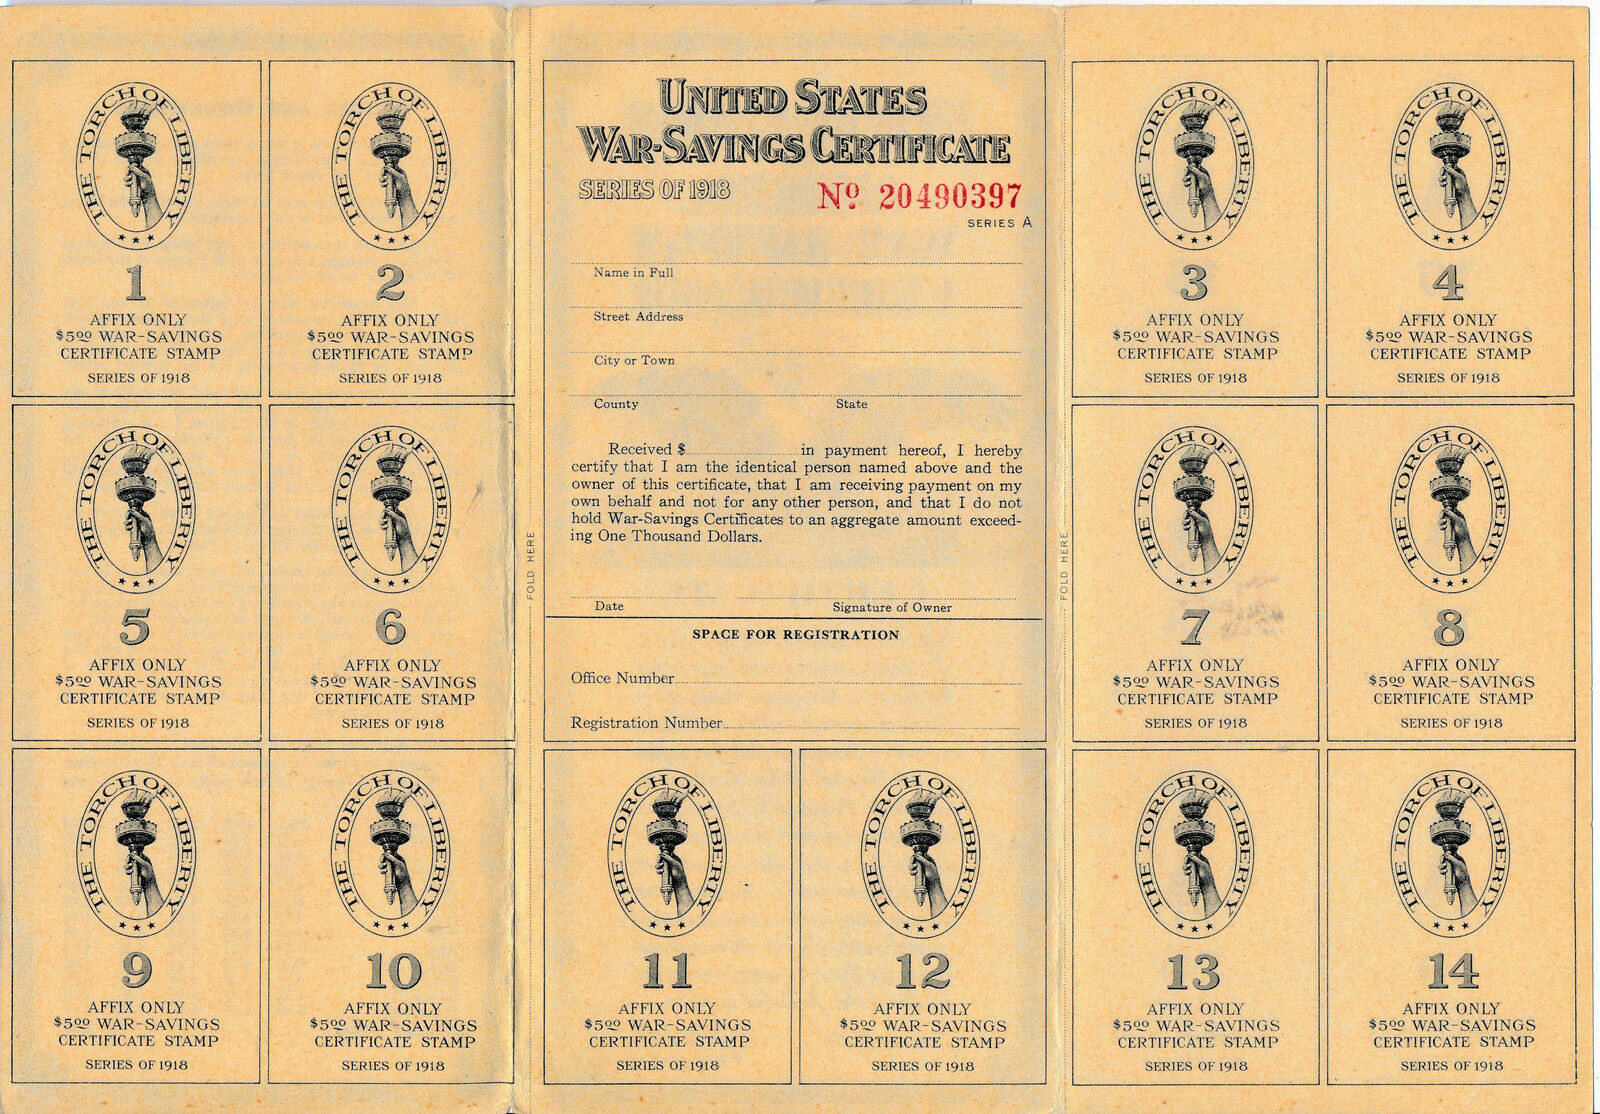 THE TORCH OF LIBERTY
1
AFFIX ONLY
$5.00 WAR-SAVINGS
CERTIFICATE STAMP
SERIES OF 1918
THE TORCH OF LIBERTY
2
AFFIX ONLY
$5.00 WAR-SAVINGS
CERTIFICATE STAMP
SERIES OF 1918
UNITED STATES
WAR-SAVINGS CERTIFICATE
SERIES OF 1918
No. 20490397
SERIES A
Name in Full
Street Address
City or Town
County State
Received $ in payment hereof, I hereby
certify that I am the identical person named above and the
owner of this certificate, that I am receiving payment on my
own behalf and not for any other person, and that I do not
hold War-Savings Certificates to an aggregate amount exceed-
ing One Thousand Dollars.
Date Signature of Owner
SPACE FOR REGISTRATION
Office Number
Registration Number
FOLD HERE
FOLD HERE
THE TORCH OF LIBERTY
3
AFFIX ONLY
$5.00 WAR-SAVINGS
CERTIFICATE STAMP
SERIES OF 1918
THE TORCH OF LIBERTY
4
AFFIX ONLY
$5.00 WAR-SAVINGS
CERTIFICATE STAMP
SERIES OF 1918
THE TORCH OF LIBERTY
5
AFFIX ONLY
$5.00 WAR-SAVINGS
CERTIFICATE STAMP
SERIES OF 1918
THE TORCH OF LIBERTY
6
AFFIX ONLY
$5.00 WAR-SAVINGS
CERTIFICATE STAMP
SERIES OF 1918
THE TORCH OF LIBERTY
7
AFFIX ONLY
$5.00 WAR-SAVINGS
CERTIFICATE STAMP
SERIES OF 1918
THE TORCH OF LIBERTY
8
AFFIX ONLY
$5.00 WAR-SAVINGS
CERTIFICATE STAMP
SERIES OF 1918
THE TORCH OF LIBERTY
9
AFFIX ONLY
$5.00 WAR-SAVINGS
CERTIFICATE STAMP
SERIES OF 1918
THE TORCH OF LIBERTY
10
AFFIX ONLY
$5.00 WAR-SAVINGS
CERTIFICATE STAMP
SERIES OF 1918
THE TORCH OF LIBERTY
11
AFFIX ONLY
$5.00 WAR-SAVINGS
CERTIFICATE STAMP
SERIES OF 1918
THE TORCH OF LIBERTY
12
AFFIX ONLY
$5.00 WAR-SAVINGS
CERTIFICATE STAMP
SERIES OF 1918
THE TORCH OF LIBERTY
13
AFFIX ONLY
$5.00 WAR-SAVINGS
CERTIFICATE STAMP
SERIES OF 1918
THE TORCH OF LIBERTY
14
AFFIX ONLY
$5.00 WAR-SAVINGS
CERTIFICATE STAMP
SERIES OF 1918